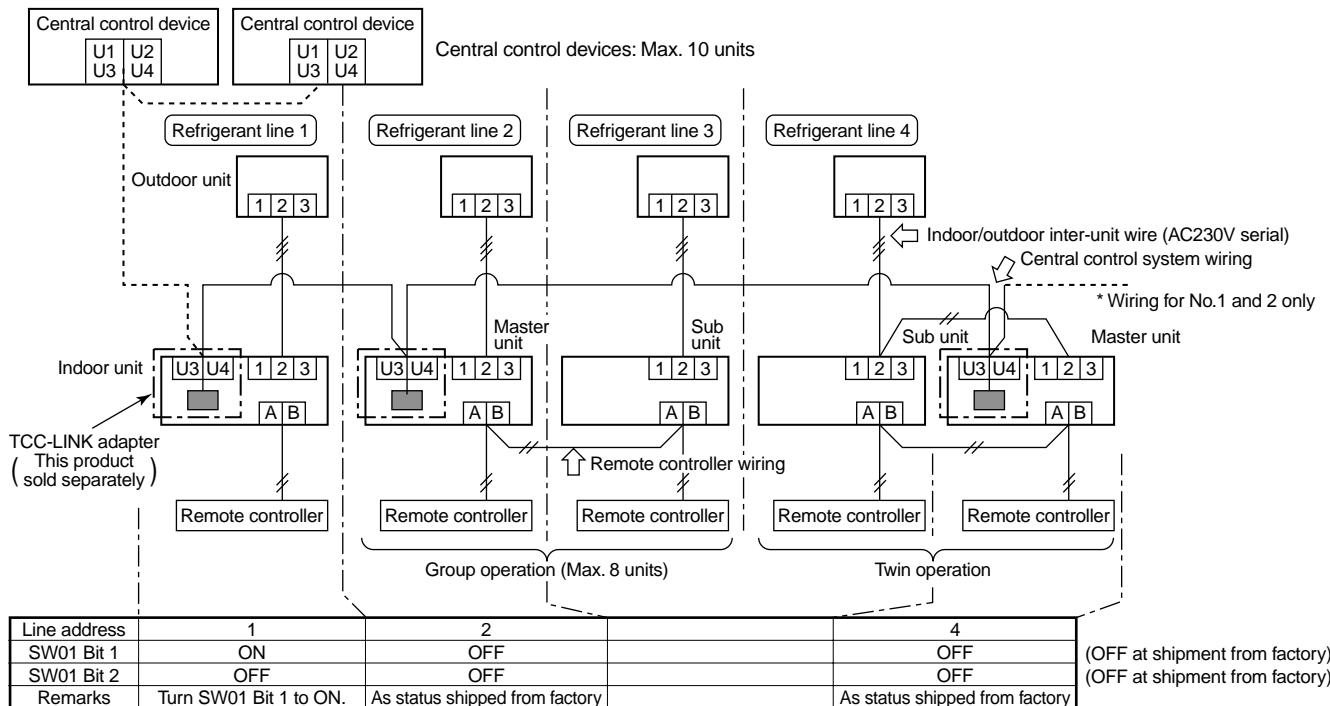 Central control device
Central control device
U1 U2
U3 U4
U1 U2
U3 U4
Central control devices: Max. 10 units
Refrigerant line 1
Refrigerant line 2
Refrigerant line 3
Refrigerant line 4
Outdoor unit
1 2 3
1 2 3
1 2 3
1 2 3
Indoor/outdoor inter-unit wire (AC230V serial)
Central control system wiring
* Wiring for No.1 and 2 only
Master
unit
Sub
unit
Sub unit
Master unit
Indoor unit
U3 U4
1 2 3
U3 U4
1 2 3
1 2 3
1 2 3
U3 U4
1 2 3
A B
A B
A B
A B
A B
TCC-LINK adapter
( This product
sold separately )
Remote controller wiring
Remote controller
Remote controller
Remote controller
Remote controller
Remote controller
Group operation (Max. 8 units)
Twin operation
Line address 1 2 4
SW01 Bit 1 ON OFF OFF (OFF at shipment from factory)
SW01 Bit 2 OFF OFF OFF (OFF at shipment from factory)
Remarks Turn SW01 Bit 1 to ON. As status shipped from factory As status shipped from factory